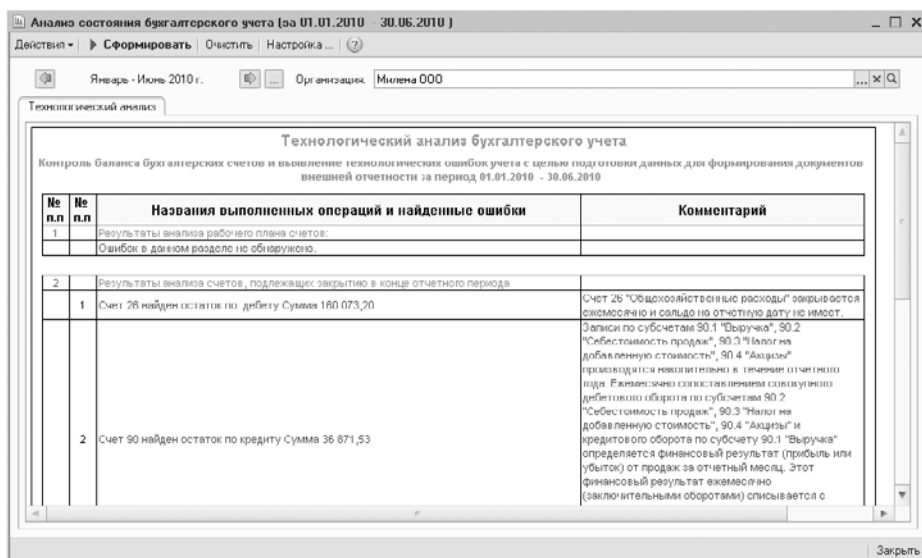 Анализ состояния бухгалтерского учета (за 01.01.2010 - 30.06.2010 )
Действия Сформировать Очистить Настройка ... ?
Январь - Июнь 2010 г. ... Организация: Милена ООО ... x
Технологический анализ
Технологический анализ бухгалтерского учета
Контроль баланса бухгалтерских счетов и выявление технологических ошибок учета с целью подготовки данных для формирования документов
внешней отчетности за период 01.01.2010 - 30.06.2010
№ п.п № п.п Названия выполненных операций и найденные ошибки Комментарий
1 Результаты анализа рабочего плана счетов:
Ошибок в данном разделе не обнаружено.
2 Результаты анализа счетов, подлежащих закрытию в конце отчетного периода
1 Счет 26 найден остаток по дебету Сумма 160 073,20
Счет 26 "Общехозяйственные расходы" закрывается
ежемесячно и сальдо на отчетную дату не имеет.
2 Счет 90 найден остаток по кредиту Сумма 36 871,53
Записи по субсчетам 90.1 "Выручка", 90.2
"Себестоимость продаж", 90.3 "Налог на
добавленную стоимость", 90.4 "Акцизы"
производятся накопительно в течение отчетного
года. Ежемесячно сопоставлением совокупного
дебетового оборота по субсчетам 90.2
"Себестоимость продаж", 90.3 "Налог на
добавленную стоимость", 90.4 "Акцизы" и
кредитового оборота по субсчету 90.1 "Выручка"
определяется финансовый результат (прибыль или
убыток) от продаж за отчетный месяц. Этот
финансовый результат ежемесячно
(заключительными оборотами) списывается с
Закрыть